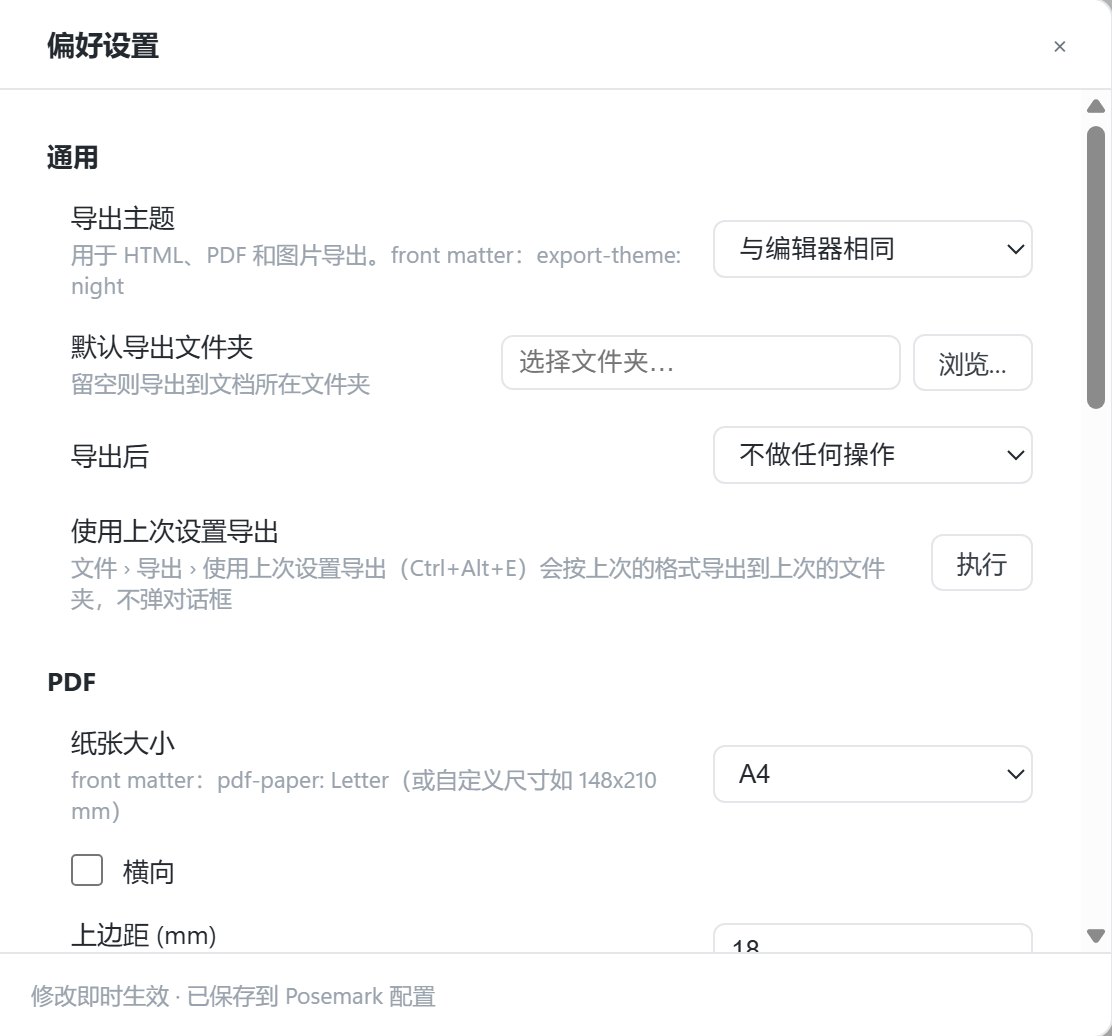 偏好设置
×
通用
导出主题
用于 HTML、PDF 和图片导出。front matter：export-theme:
night
与编辑器相同
默认导出文件夹
留空则导出到文档所在文件夹
选择文件夹…
浏览...
导出后
不做任何操作
使用上次设置导出
文件 › 导出 › 使用上次设置导出（Ctrl+Alt+E）会按上次的格式导出到上次的文件
夹，不弹对话框
执行
PDF
纸张大小
front matter：pdf-paper: Letter（或自定义尺寸如 148x210
mm）
A4
横向
上边距 (mm)
18
修改即时生效 · 已保存到 Posemark 配置